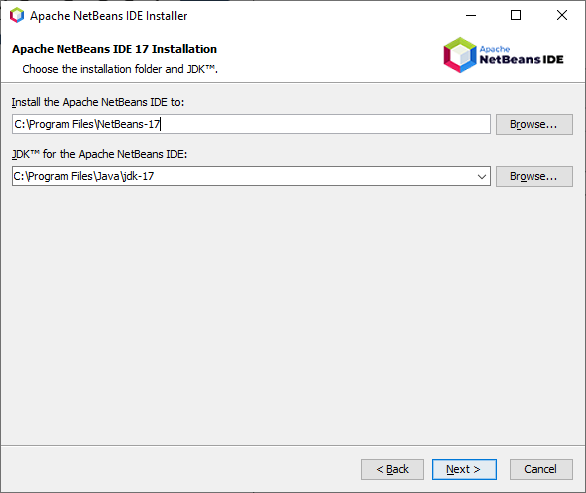 Apache NetBeans IDE Installer
Apache NetBeans IDE 17 Installation
Choose the installation folder and JDK™.
Apache
NetBeans IDE
Install the Apache NetBeans IDE to:
C:\Program Files\NetBeans-17
Browse...
JDK™ for the Apache NetBeans IDE:
C:\Program Files\Java\jdk-17
Browse...
< Back
Next >
Cancel